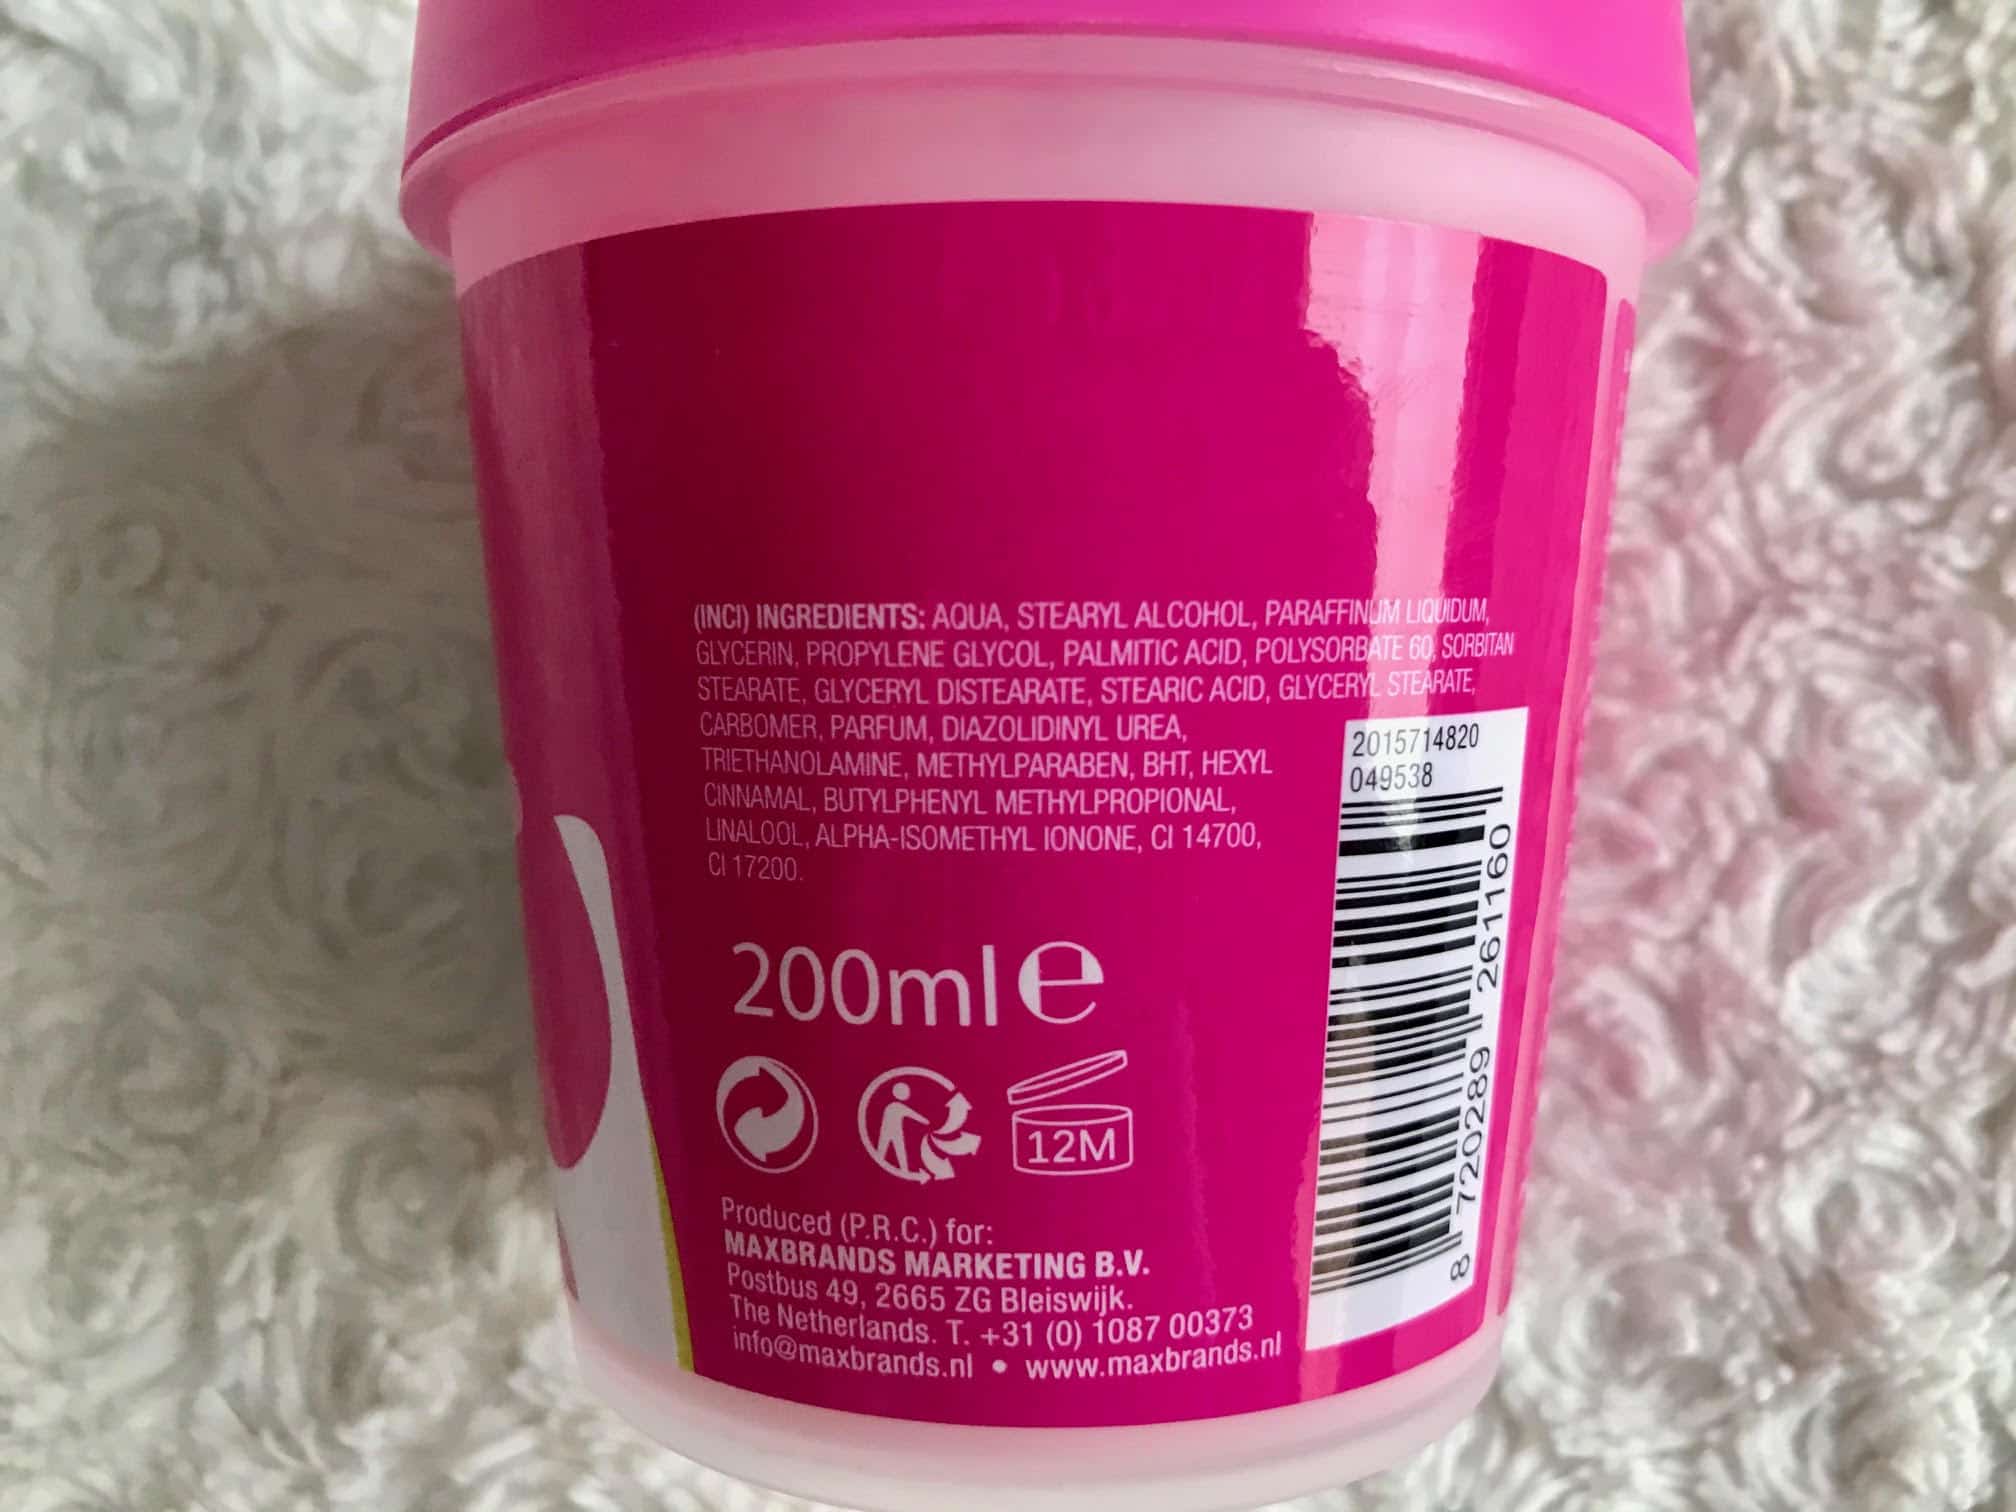 (INCI) INGREDIENTS: AQUA, STEARYL ALCOHOL, PARAFFINUM LIQUIDUM,
GLYCERIN, PROPYLENE GLYCOL, PALMITIC ACID, POLYSORBATE 60, SORBITAN
STEARATE, GLYCERYL DISTEARATE, STEARIC ACID, GLYCERYL STEARATE,
CARBOMER, PARFUM, DIAZOLIDINYL UREA,
TRIETHANOLAMINE, METHYLPARABEN, BHT, HEXYL
CINNAMAL, BUTYLPHENYL METHYLPROPIONAL,
LINALOOL, ALPHA-ISOMETHYL IONONE, CI 14700,
CI 17200.
2015714820
049538
8 720289 261160
200ml e
12M
Produced (P.R.C.) for:
MAXBRANDS MARKETING B.V.
Postbus 49, 2665 ZG Bleiswijk.
The Netherlands. T. +31 (0) 1087 00373
info@maxbrands.nl • www.maxbrands.nl